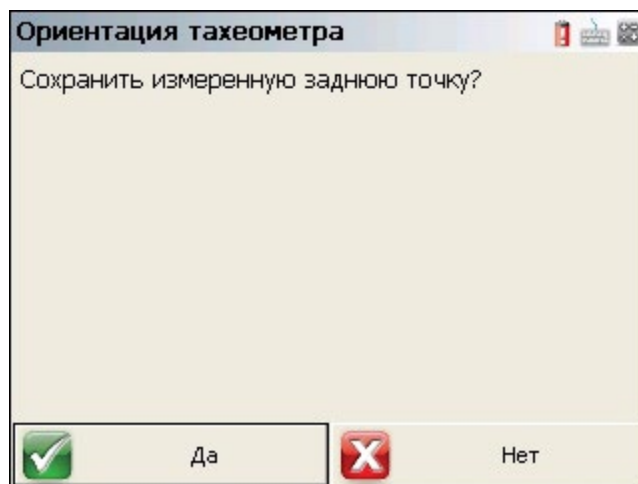 Ориентация тахеометра
Сохранить измеренную заднюю точку?
Да
Нет